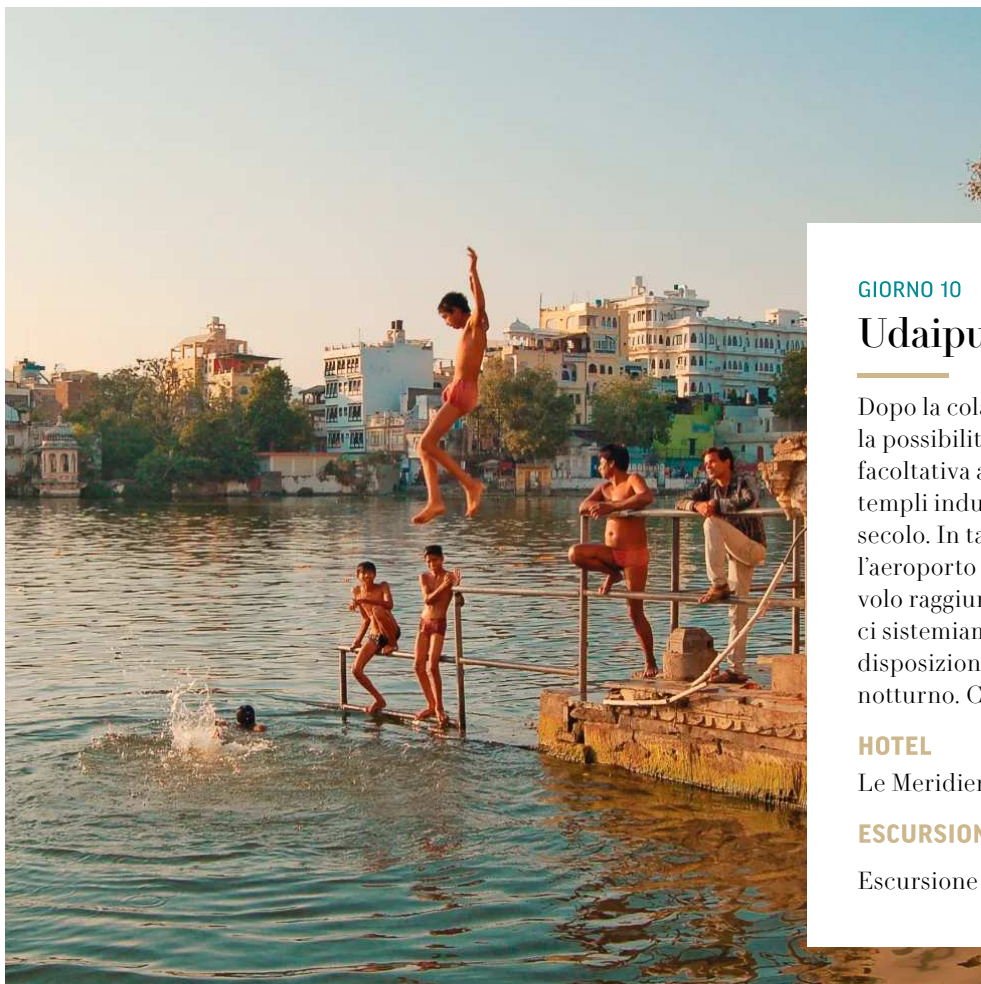 GIORNO 10
Udaipu
Dopo la cola
la possibilit
facoltativa a
templi indu
secolo. In ta
l’aeroporto
volo raggiun
ci sistemiam
disposizion
notturno. C
HOTEL
Le Meridien
ESCURSION
Escursione